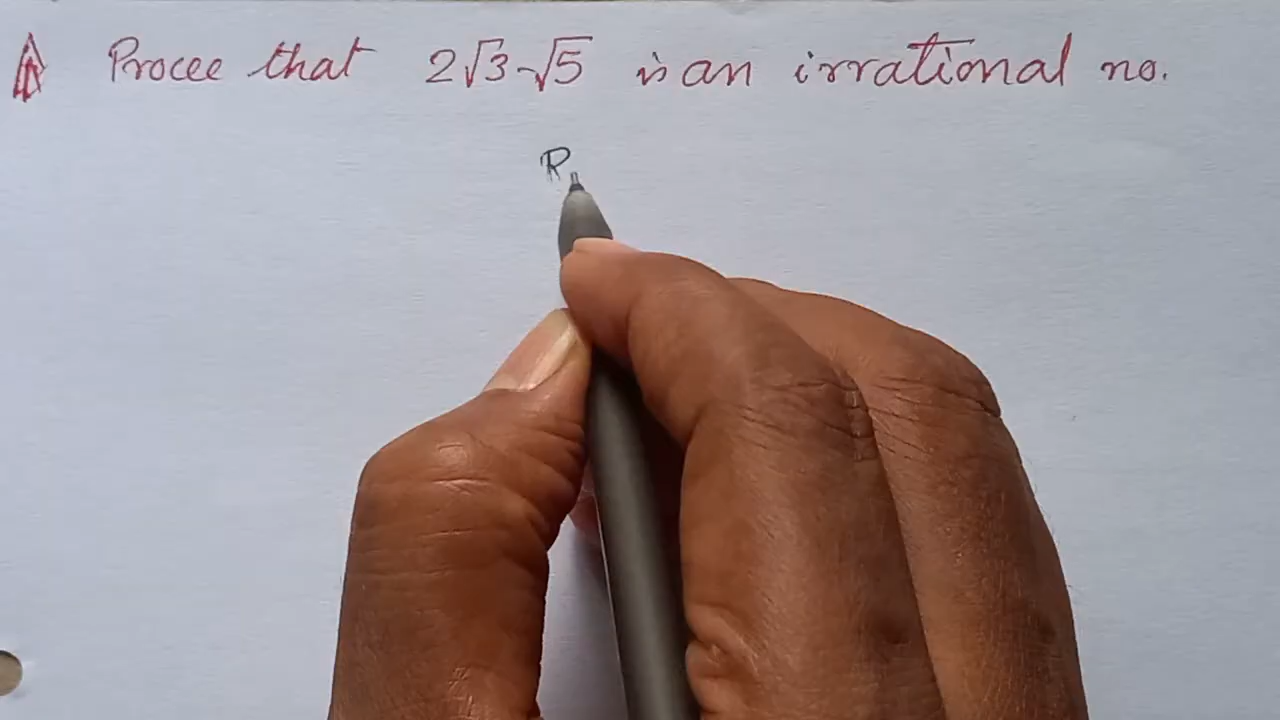 Procee that 2√3-√5 is an irrational no.
R